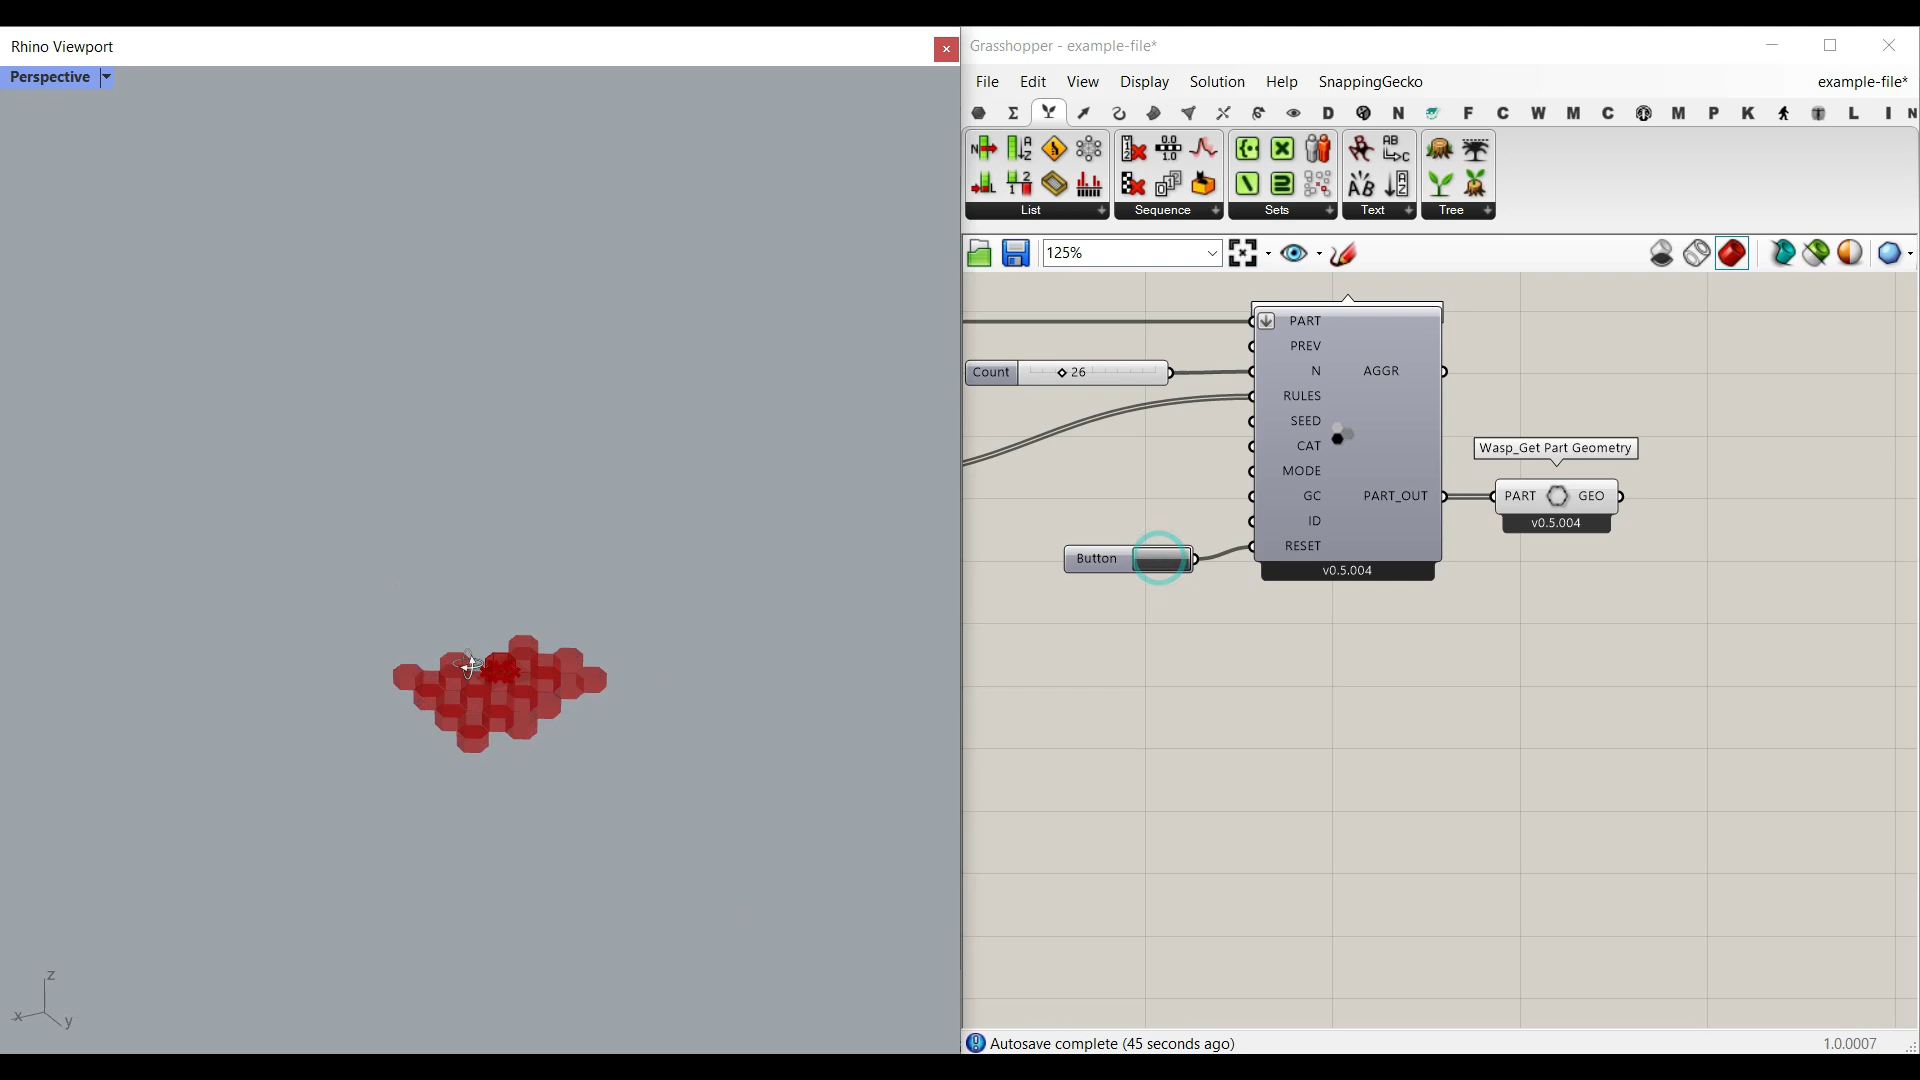 Rhino Viewport
Perspective
z
x
y
Grasshopper - example-file*
File Edit View Display Solution Help SnappingGecko example-file*
D N F C W M C M P K L I N
List Sequence Sets Text Tree
125%
PART
PREV
Count 26
N AGGR
RULES
SEED
CAT
MODE
GC PART_OUT
ID
RESET
v0.5.004
Button
Wasp_Get Part Geometry
PART GEO
v0.5.004
Autosave complete (45 seconds ago)
1.0.0007